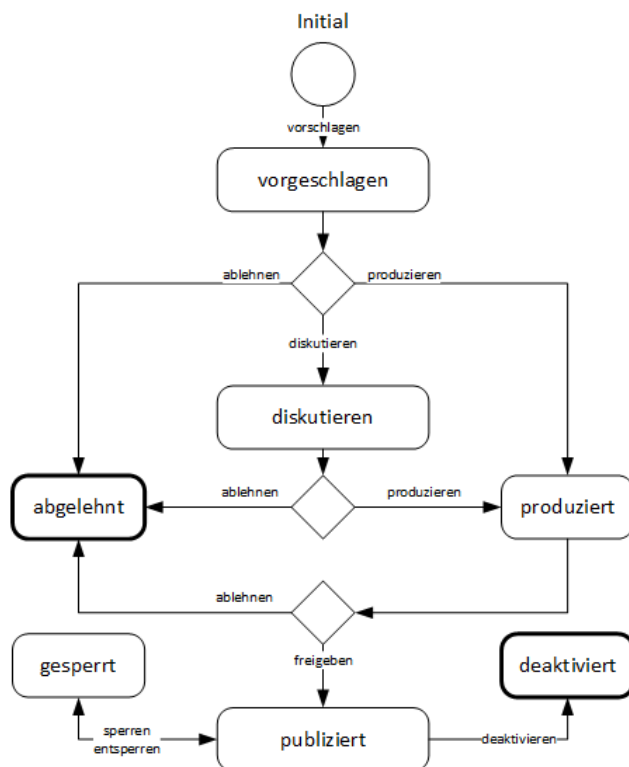 Initial
vorschlagen
vorgeschlagen
ablehnen
produzieren
diskutieren
diskutieren
abgelehnt
ablehnen
produzieren
produziert
ablehnen
gesperrt
freigeben
deaktiviert
sperren
entsperren
publiziert
deaktivieren